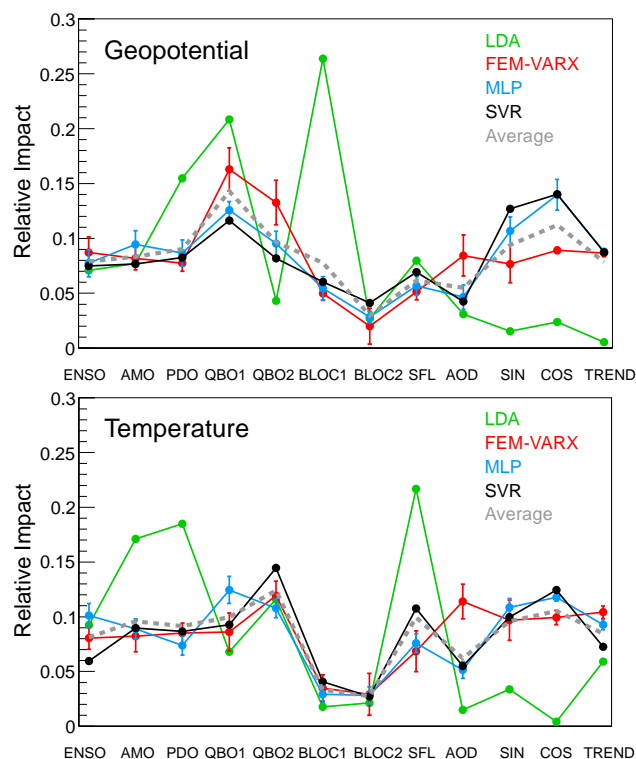 0.3
Geopotential
LDA
FEM-VARX
MLP
SVR
Average
0.25
0.2
0.15
0.1
0.05
0
Relative Impact
ENSO AMO PDO QBO1 QBO2 BLOC1 BLOC2 SFL AOD SIN COS TREND
0.3
Temperature
LDA
FEM-VARX
MLP
SVR
Average
0.25
0.2
0.15
0.1
0.05
0
Relative Impact
ENSO AMO PDO QBO1 QBO2 BLOC1 BLOC2 SFL AOD SIN COS TREND